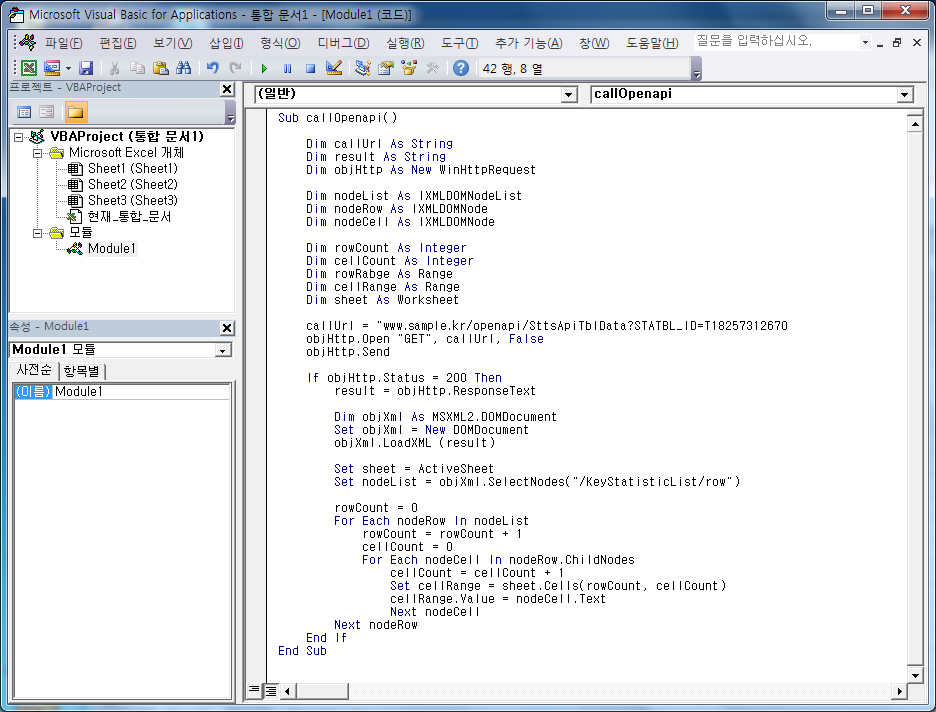 Microsoft Visual Basic for Applications - 통합 문서1 - [Module1 (코드)]
파일(F) 편집(E) 보기(V) 삽입(I) 형식(O) 디버그(D) 실행(R) 도구(T) 추가 기능(A) 창(W) 도움말(H) 질문을 입력하십시오.
42 행, 8 열
프로젝트 - VBAProject
VBAProject (통합 문서1)
Microsoft Excel 개체
Sheet1 (Sheet1)
Sheet2 (Sheet2)
Sheet3 (Sheet3)
현재_통합_문서
모듈
Module1
속성 - Module1
Module1 모듈
사전순 항목별
(이름) Module1
(일반) callOpenapi
Sub callOpenapi()
Dim callUrl As String
Dim result As String
Dim objHttp As New WinHttpRequest
Dim nodeList As IXMLDOMNodeList
Dim nodeRow As IXMLDOMNode
Dim nodeCell As IXMLDOMNode
Dim rowCount As Integer
Dim cellCount As Integer
Dim rowRabge As Range
Dim cellRange As Range
Dim sheet As Worksheet
callUrl = "www.sample.kr/openapi/SttsApiTblData?STATBL_ID=T18257312670
objHttp.Open "GET", callUrl, False
objHttp.Send
If objHttp.Status = 200 Then
result = objHttp.ResponseText
Dim objXml As MSXML2.DOMDocument
Set objXml = New DOMDocument
objXml.LoadXML (result)
Set sheet = ActiveSheet
Set nodeList = objXml.SelectNodes("/KeyStatisticList/row")
rowCount = 0
For Each nodeRow In nodeList
rowCount = rowCount + 1
cellCount = 0
For Each nodeCell In nodeRow.ChildNodes
cellCount = cellCount + 1
Set cellRange = sheet.Cells(rowCount, cellCount)
cellRange.Value = nodeCell.Text
Next nodeCell
Next nodeRow
End If
End Sub